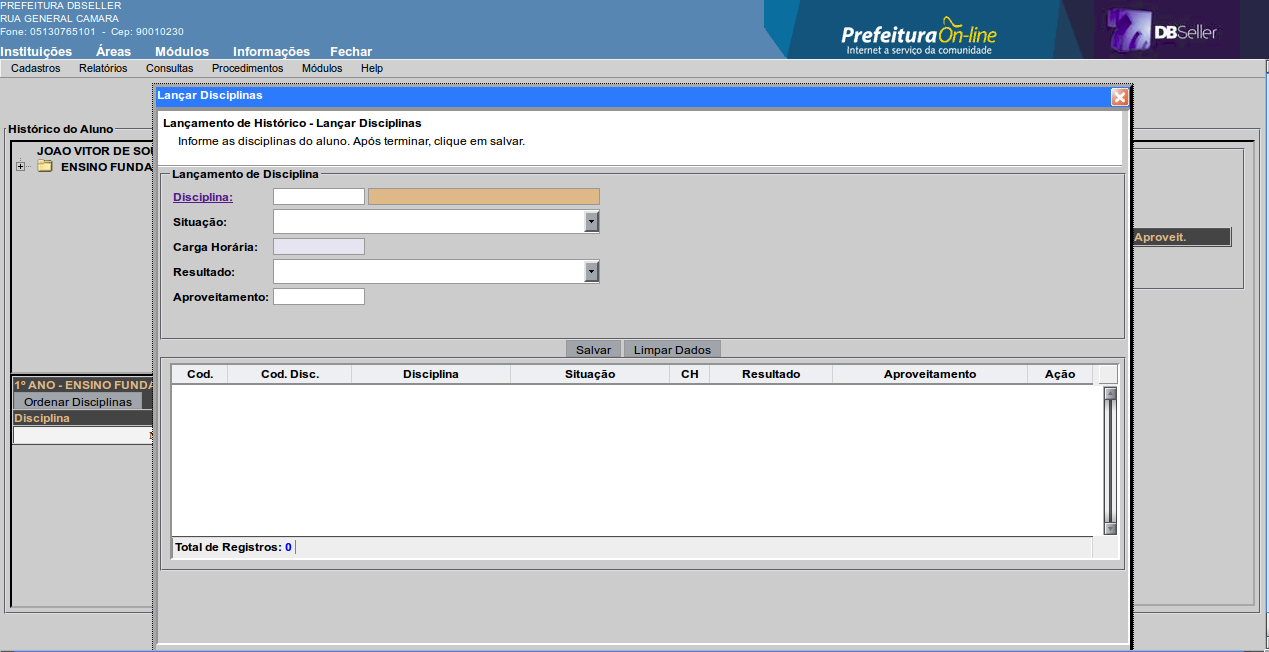 PREFEITURA DBSELLER
RUA GENERAL CAMARA
Fone: 05130765101 - Cep: 90010230
PrefeituraOn-line
Internet a serviço da comunidade
DBSeller
Instituições Áreas Módulos Informações Fechar
Cadastros Relatórios Consultas Procedimentos Módulos Help
Lançar Disciplinas
Lançamento de Histórico - Lançar Disciplinas
Informe as disciplinas do aluno. Após terminar, clique em salvar.
Histórico do Aluno
JOAO VITOR DE SOU
ENSINO FUNDA
Lançamento de Disciplina
Disciplina:
Situação:
Carga Horária:
Resultado:
Aproveitamento:
Aproveit.
Salvar Limpar Dados
Cod. Cod. Disc. Disciplina Situação CH Resultado Aproveitamento Ação
1º ANO - ENSINO FUNDA
Ordenar Disciplinas
Disciplina
Total de Registros: 0